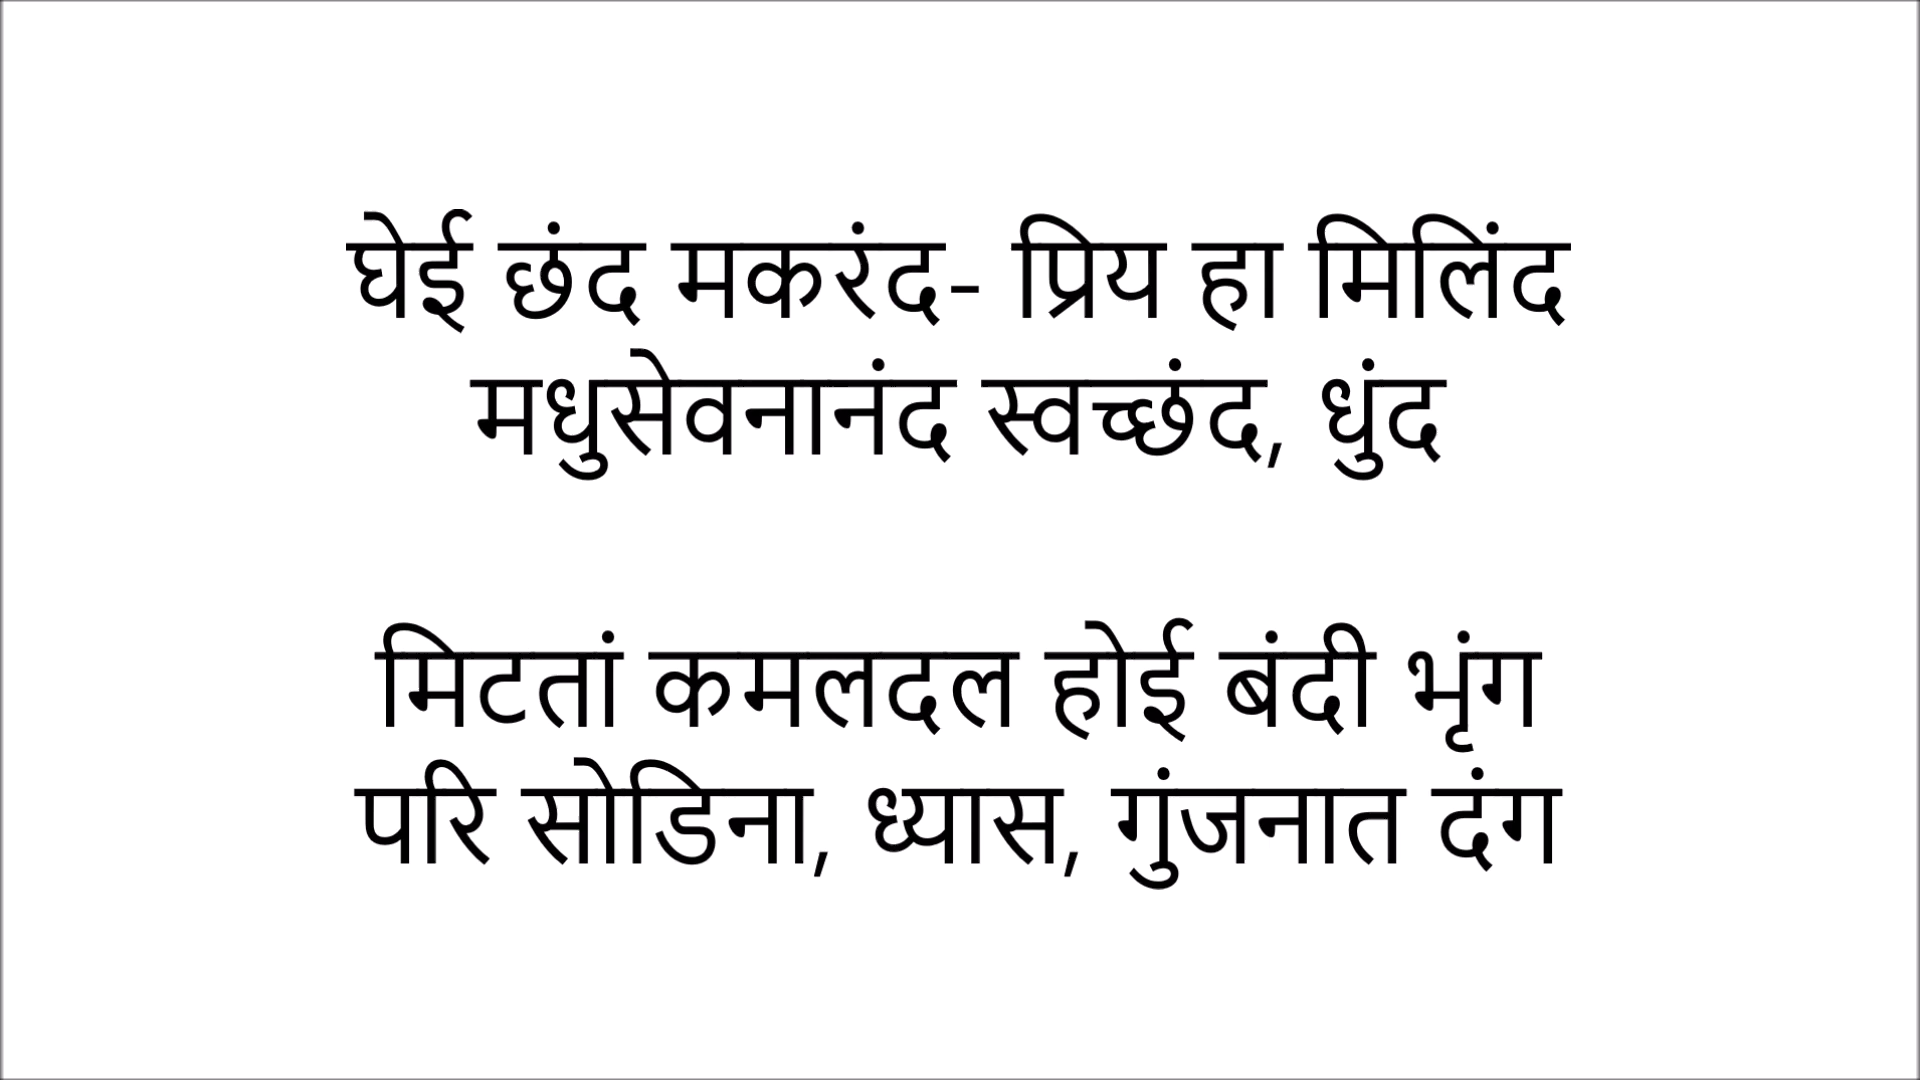 घेई छंद मकरंद- प्रिय हा मिलिंद
मधुसेवनानंद स्वच्छंद, धुंद
मिटतां कमलदल होई बंदी भृंग
परि सोडिना, ध्यास, गुंजनात दंग